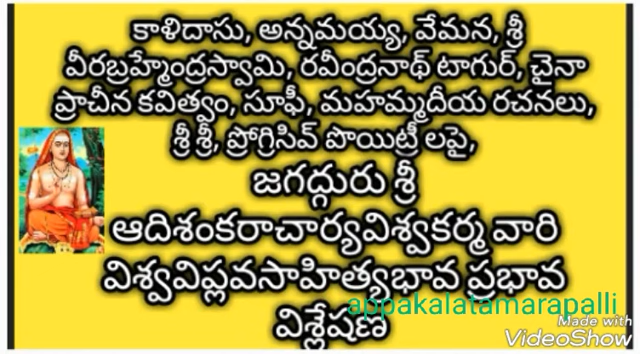 కాళిదాసు, అన్నమయ్య, వేమన, శ్రీ
వీరబ్రహ్మేంద్రస్వామి, రవీంద్రనాథ్ టాగుర్, చైనా
ప్రాచీన కవిత్వం, సూఫీ, మహమ్మదీయ రచనలు,
శ్రీ శ్రీ, ప్రోగ్రిసివ్ పొయిట్రీ లపై,
జగద్గురు శ్రీ
ఆదిశంకరాచార్యవిశ్వకర్మ వారి
విశ్వవిప్లవసాహిత్యభావ ప్రభావ
విశ్లేషణ
appakalatamarapalli
Made with
VideoShow